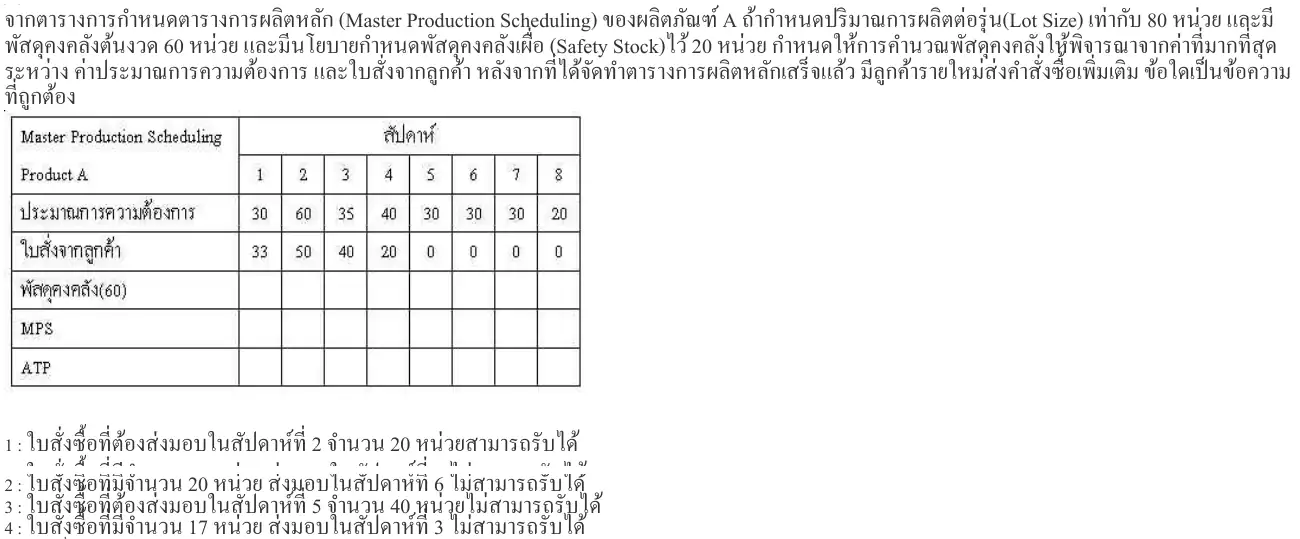 จากตารางการกำหนดตารางการผลิตหลัก (Master Production Scheduling) ของผลิตภัณฑ์ A ถ้ากำหนดปริมาณการผลิตต่อรุ่น(Lot Size) เท่ากับ 80 หน่วย และมี
พัสดุคงคลังต้นงวด 60 หน่วย และมีนโยบายกำหนดพัสดุคงคลังเผื่อ (Safety Stock)ไว้ 20 หน่วย กำหนดให้การคำนวณพัสดุคงคลังให้พิจารณาจากค่าที่มากที่สุด
ระหว่าง ค่าประมาณการความต้องการ และใบสั่งจากลูกค้า หลังจากที่ได้จัดทำตารางการผลิตหลักเสร็จแล้ว มีลูกค้ารายใหม่ส่งคำสั่งซื้อเพิ่มเติม ข้อใดเป็นข้อความ
ที่ถูกต้อง
Master Production Scheduling สัปดาห์
Product A 1 2 3 4 5 6 7 8
ประมาณการความต้องการ 30 60 35 40 30 30 30 20
ใบสั่งจากลูกค้า 33 50 40 20 0 0 0 0
พัสดุคงคลัง(60)
MPS
ATP
1 : ใบสั่งซื้อที่ต้องส่งมอบในสัปดาห์ที่ 2 จำนวน 20 หน่วยสามารถรับได้
2 : ใบสั่งซื้อที่มีจำนวน 20 หน่วย ส่งมอบในสัปดาห์ที่ 6 ไม่สามารถรับได้
3 : ใบสั่งซื้อที่ต้องส่งมอบในสัปดาห์ที่ 5 จำนวน 40 หน่วยไม่สามารถรับได้
4 : ใบสั่งซื้อที่มีจำนวน 17 หน่วย ส่งมอบในสัปดาห์ที่ 3 ไม่สามารถรับได้